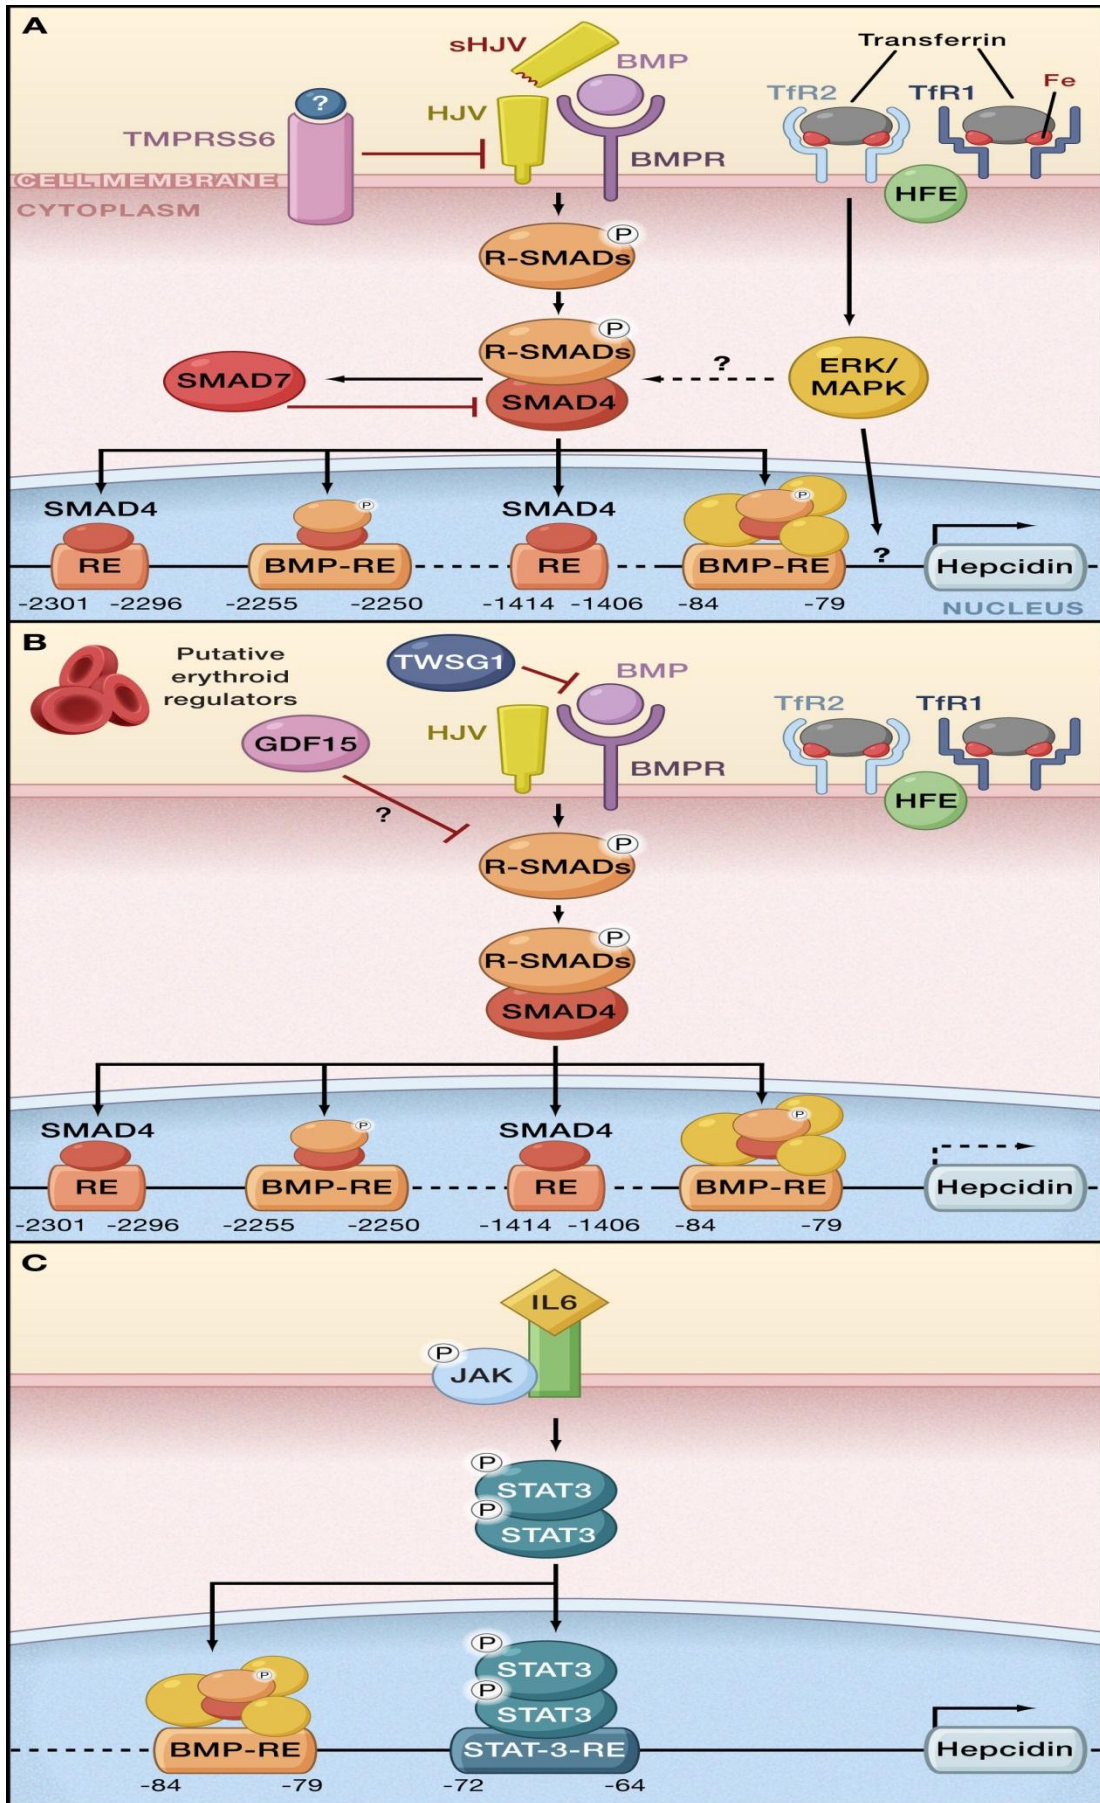 A
sHJV
BMP
Transferrin
HJV
TfR2
TfR1
Fe
?
TMPRSS6
BMPR
HFE
CELL MEMBRANE
CYTOPLASM
P
R-SMADs
P
R-SMADs
SMAD4
SMAD7
?
ERK/
MAPK
SMAD4
P
SMAD4
P
?
RE
BMP-RE
RE
BMP-RE
Hepcidin
-2301 -2296
-2255 -2250
-1414 -1406
-84 -79
NUCLEUS
B
Putative
erythroid
regulators
TWSG1
BMP
GDF15
HJV
TfR2
TfR1
BMPR
HFE
?
P
R-SMADs
P
R-SMADs
SMAD4
SMAD4
P
SMAD4
P
RE
BMP-RE
RE
BMP-RE
Hepcidin
-2301 -2296
-2255 -2250
-1414 -1406
-84 -79
C
IL6
P
JAK
P
STAT3
P
STAT3
P
STAT3
P
P
STAT3
BMP-RE
STAT-3-RE
Hepcidin
-84 -79
-72 -64